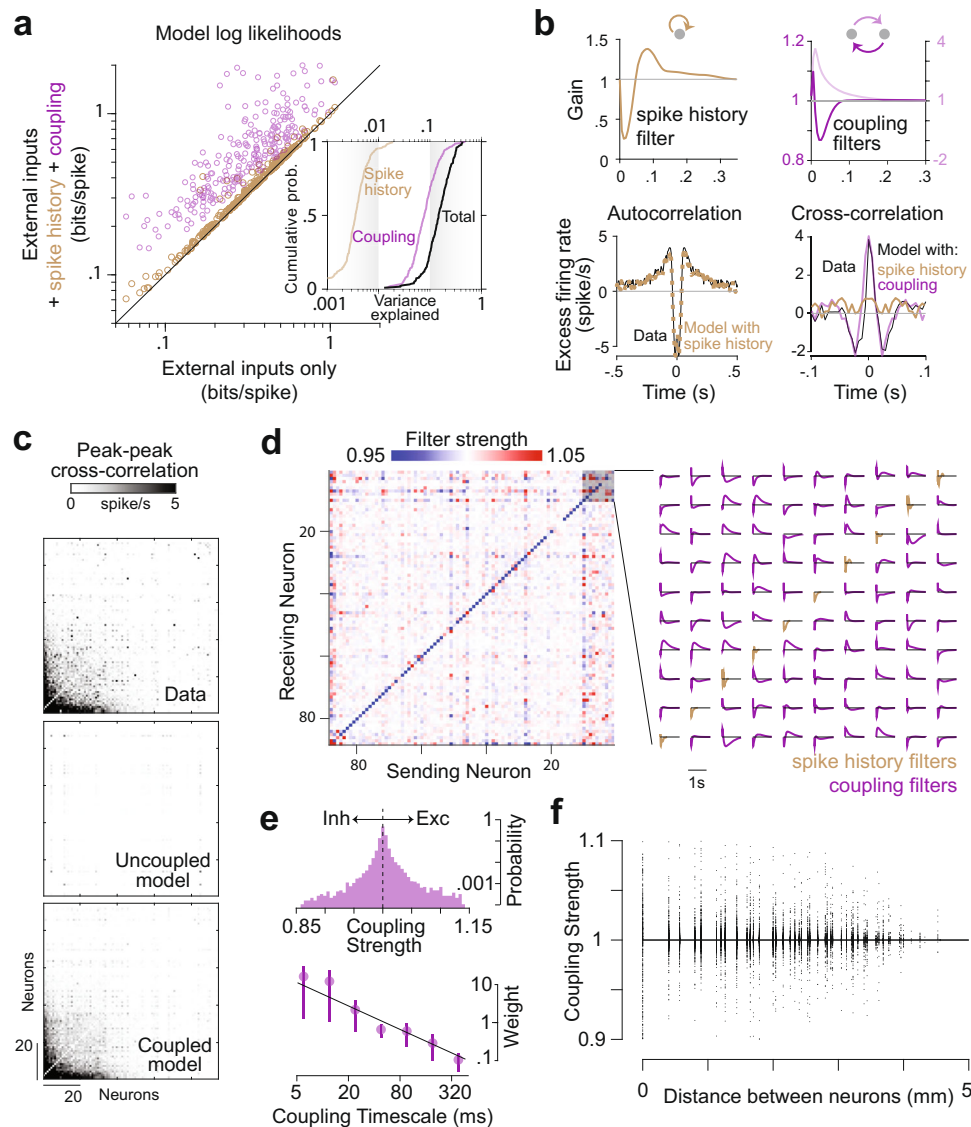 a
Model log likelihoods
External inputs
+ spike history + coupling
(bits/spike)
1
.1
.1
1
External inputs only
(bits/spike)
.01
.1
Cumulative prob.
1
.5
0
Spike
history
Coupling
Total
.001
Variance
explained
1
b
Gain
1.5
1
.5
0
spike history
filter
0
.1
.2
.3
1.2
1
0.8
4
1
-2
coupling
filters
0
.1
.2
.3
Autocorrelation
Excess firing rate
(spike/s)
5
0
-5
Data
Model with
spike history
-.5
0
.5
Time (s)
Cross-correlation
4
2
0
-2
Data
Model with:
spike history
coupling
-0.1
0
0.1
Time (s)
c
Peak-peak
cross-correlation
0
spike/s
5
Data
Uncoupled
model
Coupled
model
Neurons
20
20
Neurons
d
Filter strength
0.95
1.05
Receiving Neuron
20
80
80
20
Sending Neuron
1s
spike history filters
coupling filters
e
Inh
Exc
1
.001
Probability
0.85
Coupling
Strength
1.15
10
1
.1
Weight
5
20
80
320
Coupling Timescale (ms)
f
Coupling Strength
1.1
1
0.9
0
Distance between neurons (mm)
5